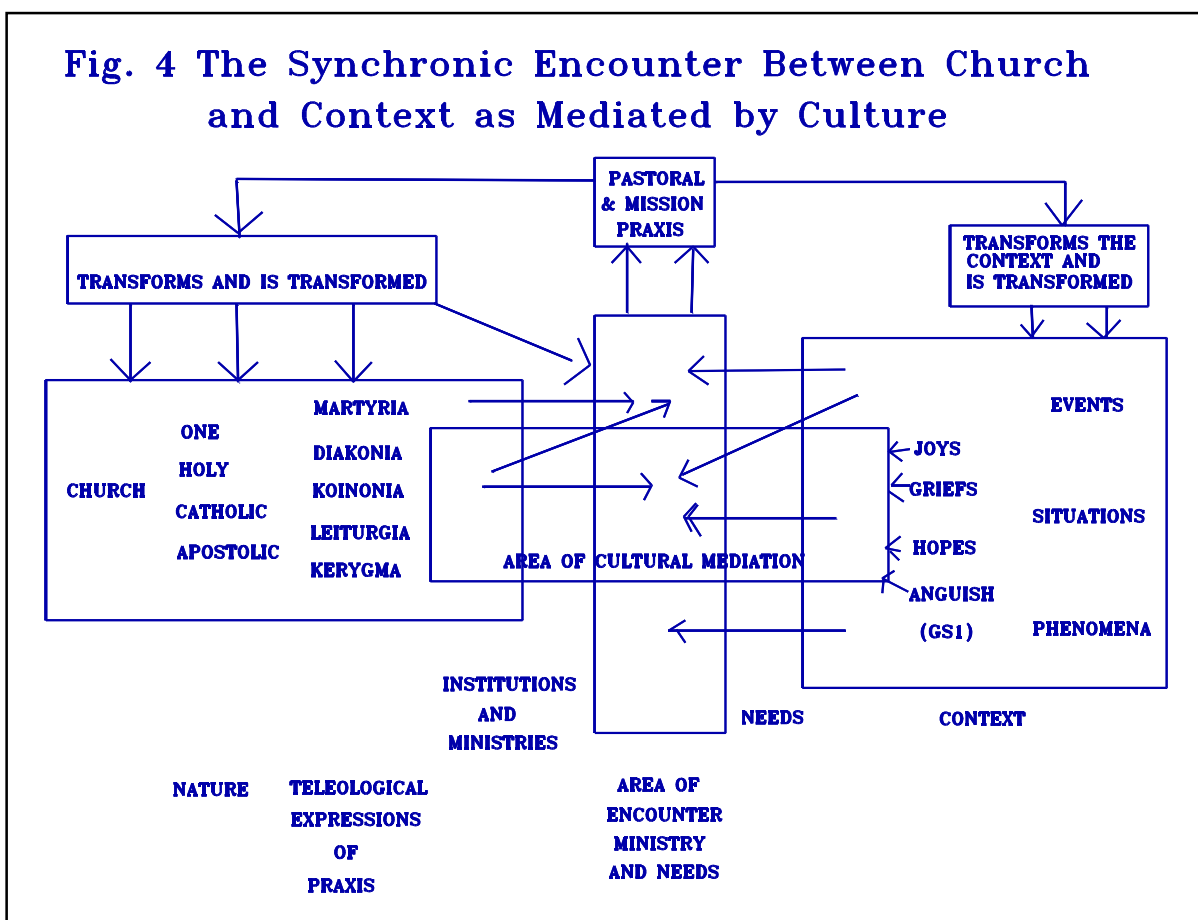 Fig. 4 The Synchronic Encounter Between Church
and Context as Mediated by Culture
PASTORAL
& MISSION
PRAXIS
TRANSFORMS AND IS TRANSFORMED
TRANSFORMS THE
CONTEXT AND
IS TRANSFORMED
CHURCH
ONE
HOLY
CATHOLIC
APOSTOLIC
MARTYRIA
DIAKONIA
KOINONIA
LEITURGIA
KERYGMA
AREA OF CULTURAL MEDIATION
JOYS
GRIEFS
HOPES
ANGUISH
(GS1)
EVENTS
SITUATIONS
PHENOMENA
INSTITUTIONS
AND
MINISTRIES
NEEDS
CONTEXT
NATURE
TELEOLOGICAL
EXPRESSIONS
OF
PRAXIS
AREA OF
ENCOUNTER
MINISTRY
AND NEEDS